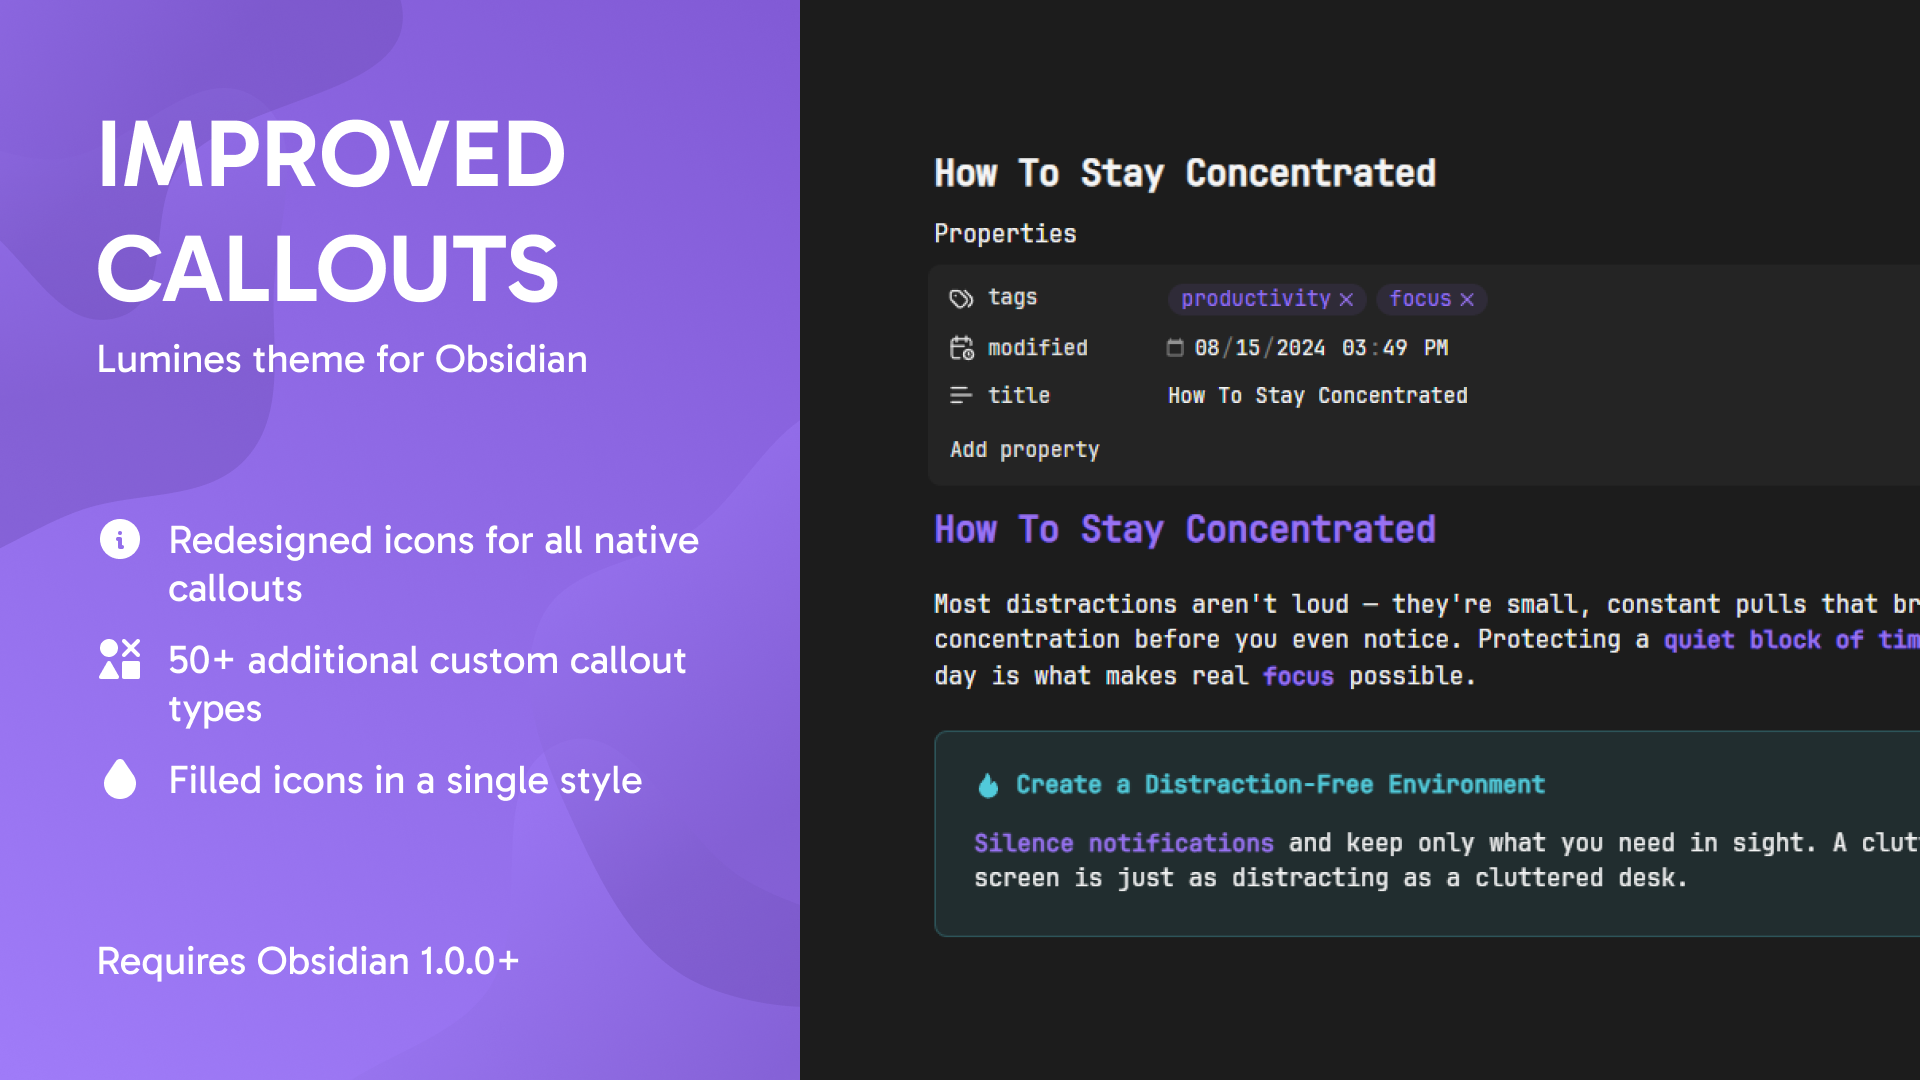 IMPROVED
CALLOUTS
Lumines theme for Obsidian
Redesigned icons for all native
callouts
50+ additional custom callout
types
Filled icons in a single style
Requires Obsidian 1.0.0+
How To Stay Concentrated
Properties
tags productivity × focus ×
modified 08/15/2024 03:49 PM
title How To Stay Concentrated
Add property
How To Stay Concentrated
Most distractions aren't loud — they're small, constant pulls that
concentration before you even notice. Protecting a quiet block of
day is what makes real focus possible.
Create a Distraction-Free Environment
Silence notifications and keep only what you need in sight. A
screen is just as distracting as a cluttered desk.